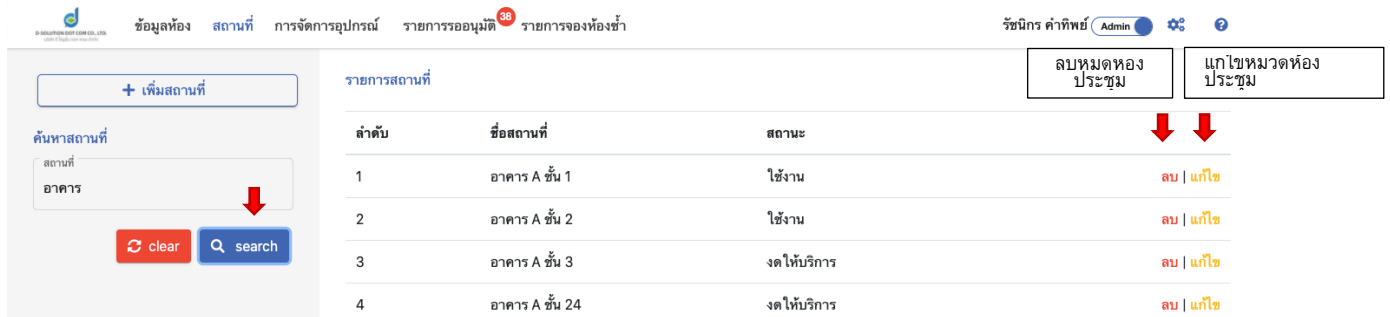 D-SOLUTION DOT COM CO., LTD.
ข้อมูลห้อง สถานที่ การจัดการอุปกรณ์ รายการรออนุมัติ 38 รายการจองห้องซ้ำ
รัชนิกร คำทิพย์ Admin
ลบหมดหอง
ประชุม
แก้ไขหมวดห้อง
ประชุม
+ เพิ่มสถานที่
รายการสถานที่
ค้นหาสถานที่
สถานที่
อาคาร
clear search
ลำดับ ชื่อสถานที่ สถานะ
1 อาคาร A ชั้น 1 ใช้งาน ลบ | แก้ไข
2 อาคาร A ชั้น 2 ใช้งาน ลบ | แก้ไข
3 อาคาร A ชั้น 3 งดให้บริการ ลบ | แก้ไข
4 อาคาร A ชั้น 24 งดให้บริการ ลบ | แก้ไข